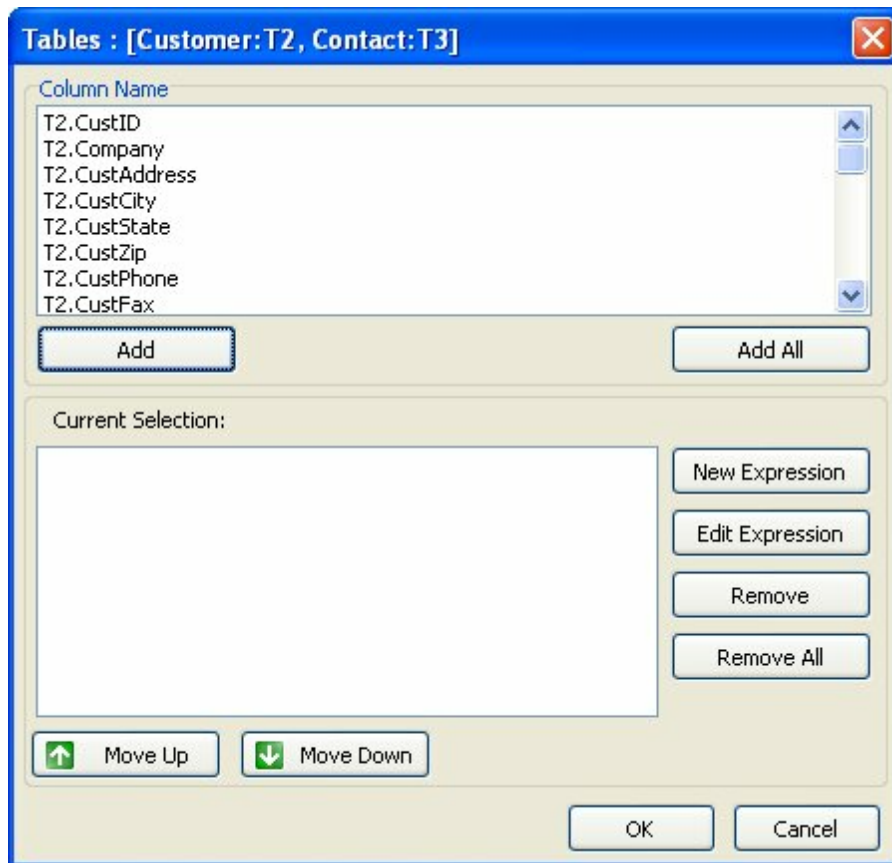 Tables : [Customer:T2, Contact:T3]
Column Name
T2.CustID
T2.Company
T2.CustAddress
T2.CustCity
T2.CustState
T2.CustZip
T2.CustPhone
T2.CustFax
Add
Add All
Current Selection:
New Expression
Edit Expression
Remove
Remove All
Move Up
Move Down
OK
Cancel